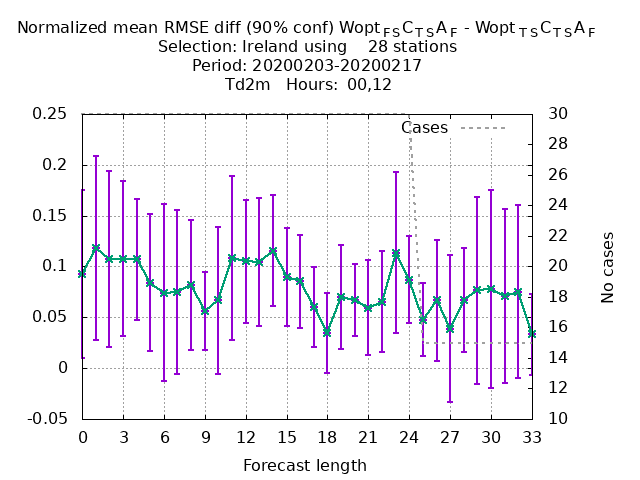 Normalized mean RMSE diff (90% conf) Wopt FS C TS A F - Wopt TS C TS A F
Selection: Ireland using 28 stations
Period: 20200203-20200217
Td2m Hours: 00,12
Cases
0.25
0.2
0.15
0.1
0.05
0
-0.05
30
28
26
24
22
20
18
16
14
12
10
No cases
0 3 6 9 12 15 18 21 24 27 30 33
Forecast length